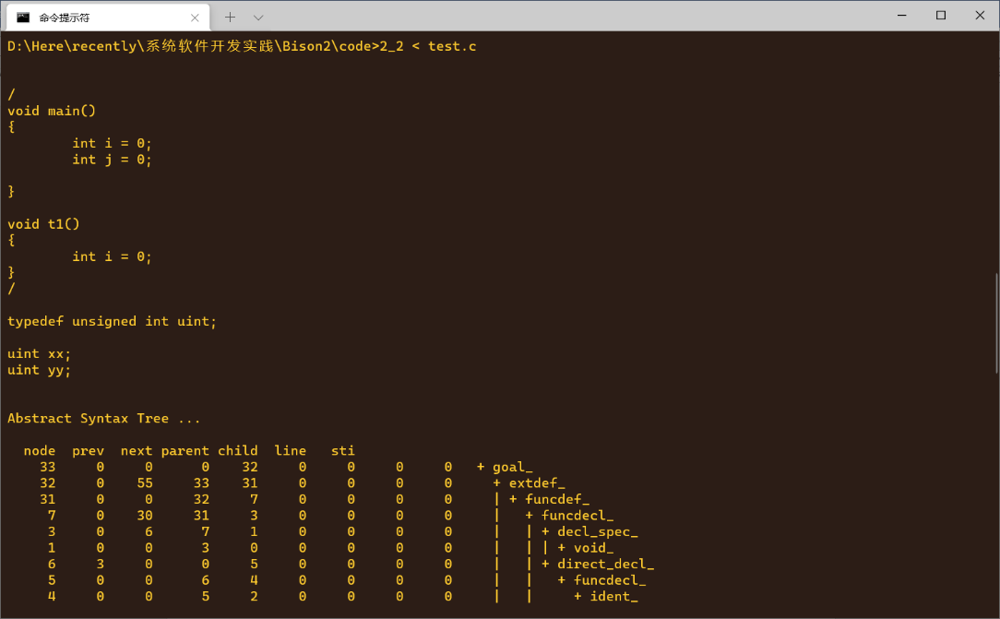 命令提示符
D:\Here\recently\系统软件开发实践\Bison2\code>2_2 < test.c
/
void main()
{
        int i = 0;
        int j = 0;
}
void t1()
{
        int i = 0;
}
/
typedef unsigned int uint;
uint xx;
uint yy;
Abstract Syntax Tree ...
  node  prev  next parent child  line   sti
    33     0     0      0    32     0     0     0     0   + goal_
    32     0    55     33    31     0     0     0     0     + extdef_
    31     0     0     32     7     0     0     0     0     | + funcdef_
     7     0    30     31     3     0     0     0     0     |   + funcdecl_
     3     0     6      7     1     0     0     0     0     |   | + decl_spec_
     1     0     0      3     0     0     0     0     0     |   | | + void_
     6     3     0      0     5     0     0     0     0     |   | + direct_decl_
     5     0     0      6     4     0     0     0     0     |   |   + funcdecl_
     4     0     0      5     2     0     0     0     0     |   |     + ident_